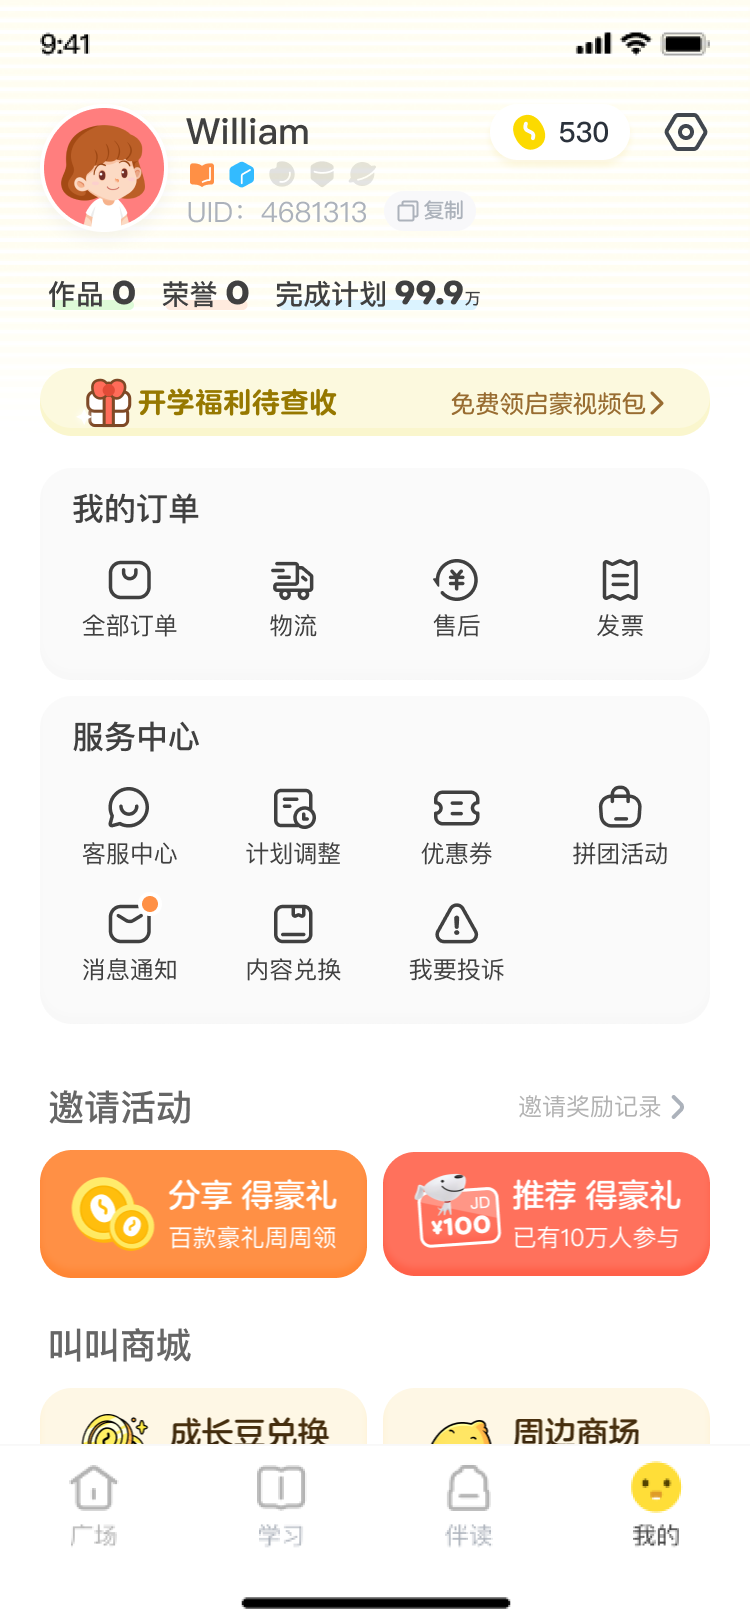 9:41
William
530
UID： 4681313
复制
作品 0 荣誉 0 完成计划 99.9万
开学福利待查收
免费领启蒙视频包
我的订单
全部订单
物流
售后
发票
服务中心
客服中心
计划调整
优惠券
拼团活动
消息通知
内容兑换
我要投诉
邀请活动
邀请奖励记录
分享 得豪礼
百款豪礼周周领
JD
¥100
推荐 得豪礼
已有10万人参与
叫叫商城
成长豆兑换
周边商场
广场
学习
伴读
我的